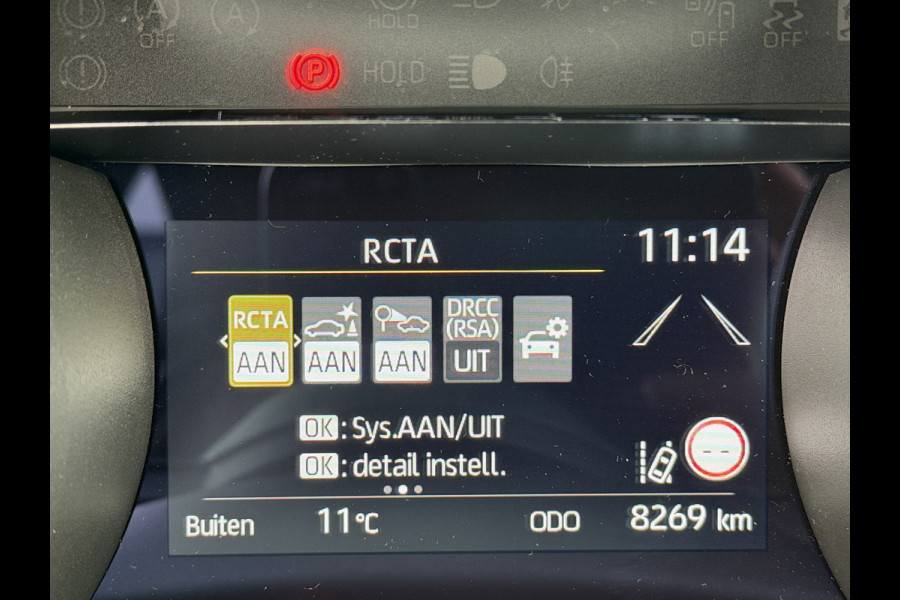 OFF
A
HOLD
OFF
OFF
P
HOLD
RCTA
11:14
RCTA
DRCC
(RSA)
AAN
AAN
AAN
UIT
OK: Sys.AAN/UIT
OK: detail instell.
--
Buiten 11°C ODO 8269 km